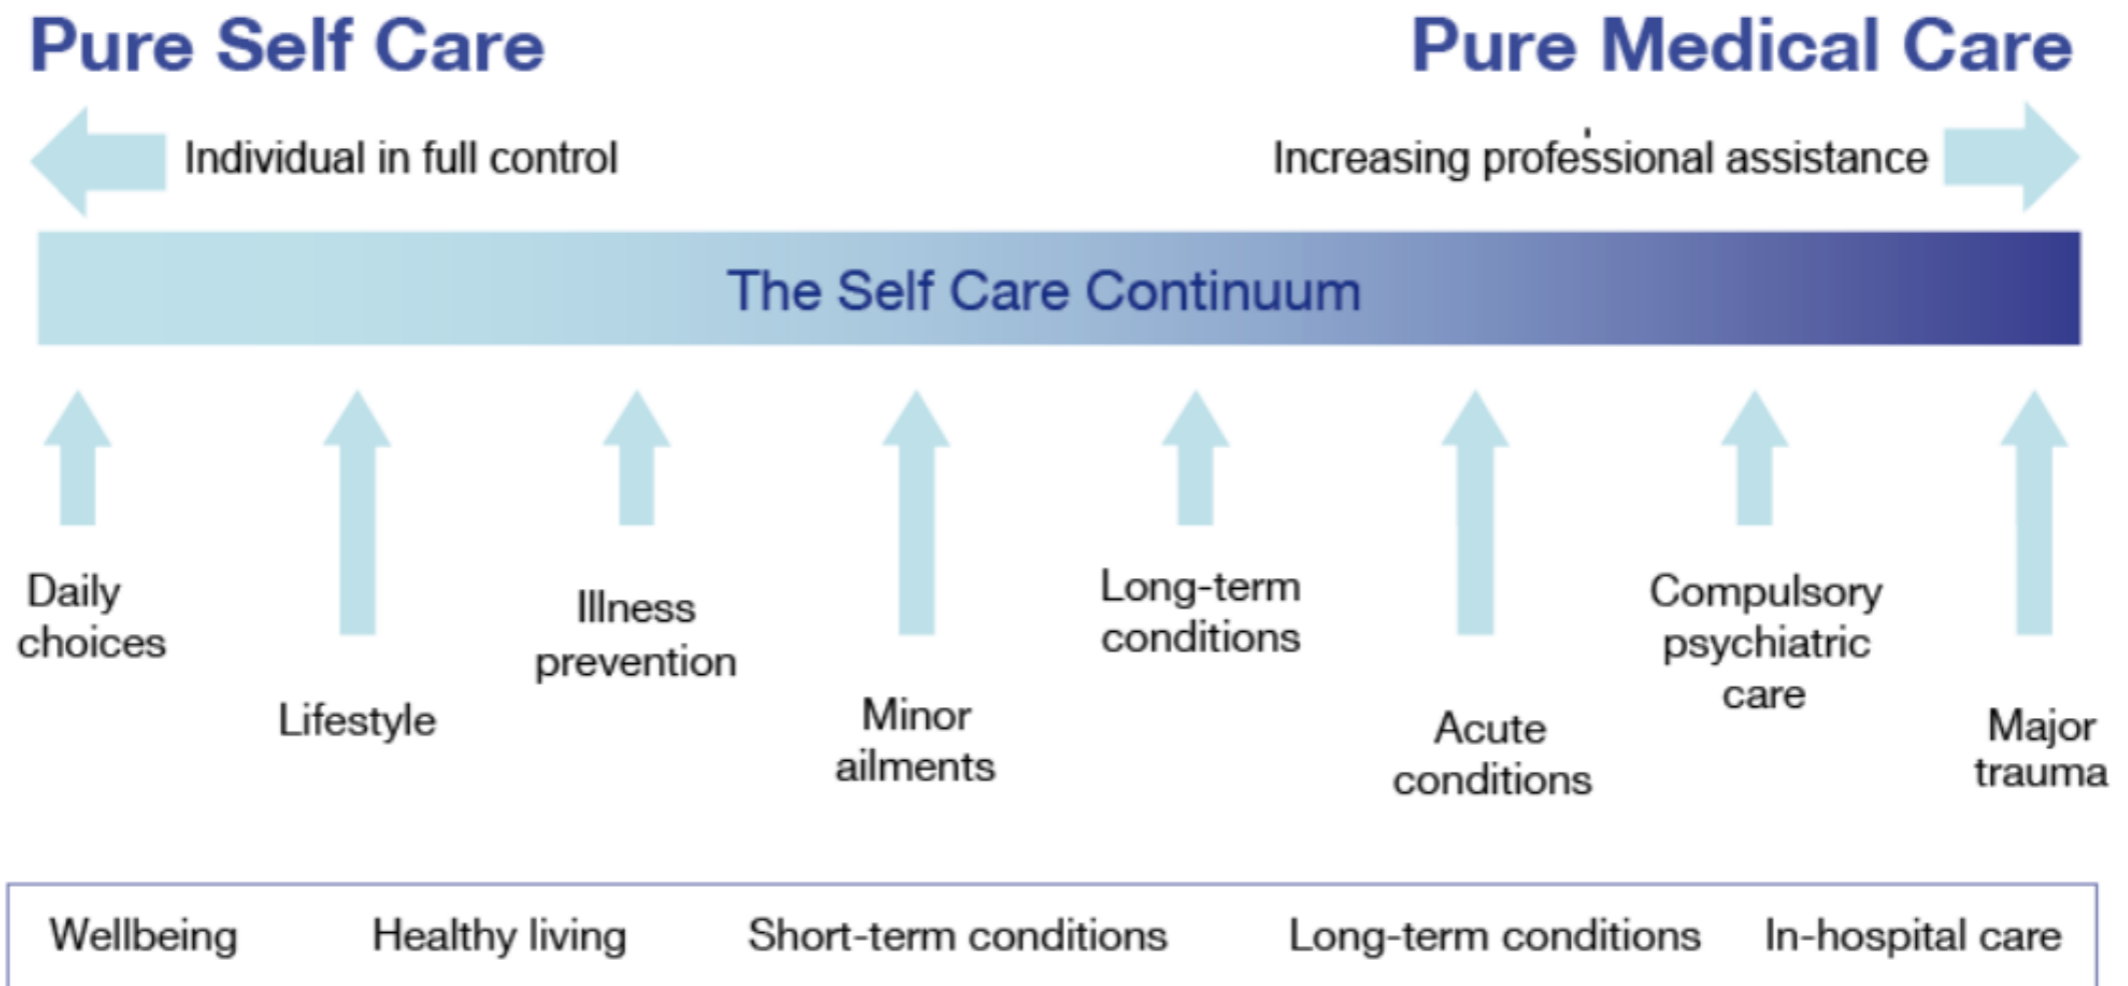 Pure Self Care
Pure Medical Care
Individual in full control
Increasing professional assistance
The Self Care Continuum
Daily
choices
Lifestyle
Illness
prevention
Minor
ailments
Long-term
conditions
Acute
conditions
Compulsory
psychiatric
care
Major
trauma
Wellbeing
Healthy living
Short-term conditions
Long-term conditions
In-hospital care